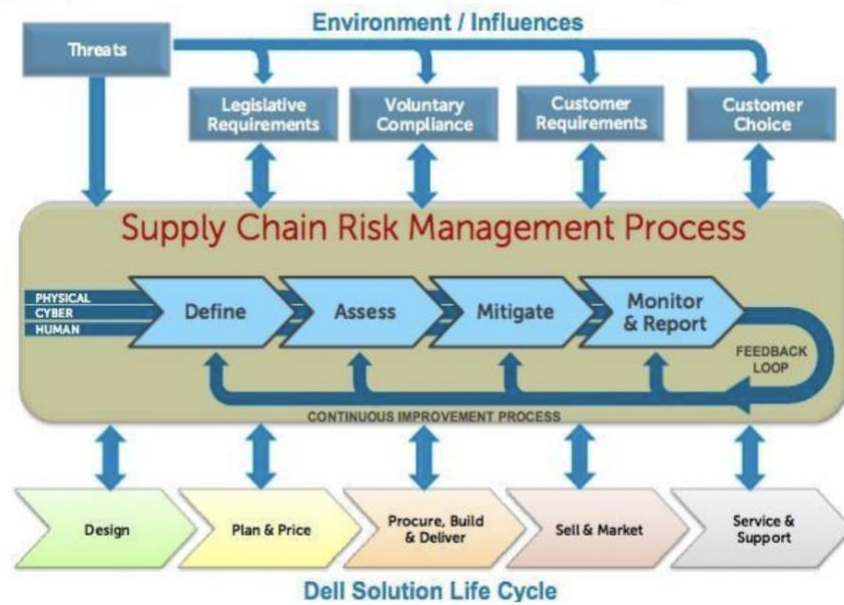 Environment / Influences
Threats
Legislative
Requirements
Voluntary
Compliance
Customer
Requirements
Customer
Choice
Supply Chain Risk Management Process
PHYSICAL
CYBER
HUMAN
Define
Assess
Mitigate
Monitor
& Report
FEEDBACK
LOOP
CONTINUOUS IMPROVEMENT PROCESS
Design
Plan & Price
Procure, Build
& Deliver
Sell & Market
Service &
Support
Dell Solution Life Cycle